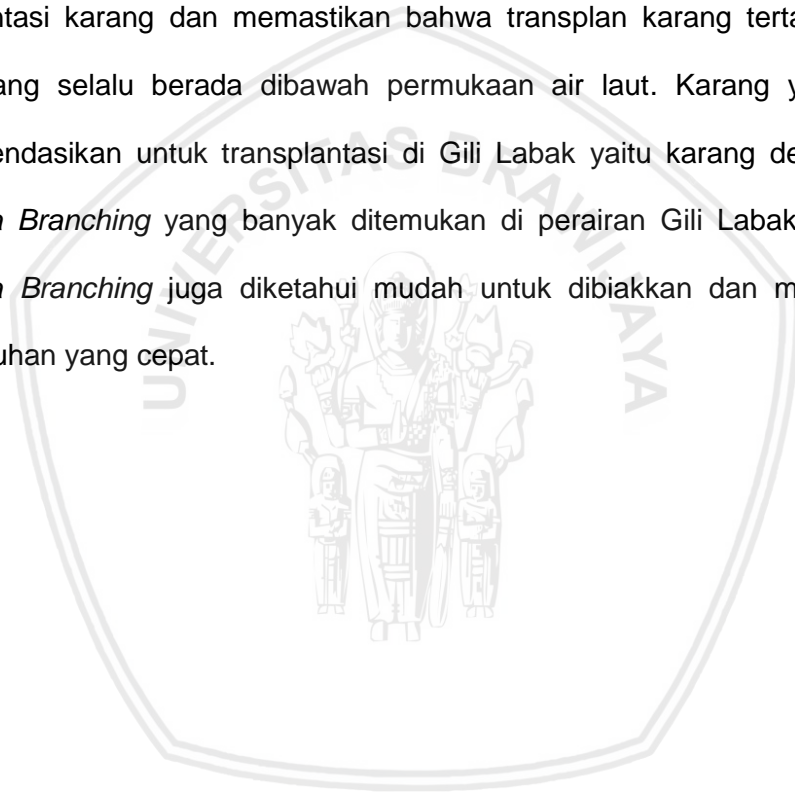 ntasi karang dan memastikan bahwa transplan karang terta
ang selalu berada dibawah permukaan air laut. Karang y
endasikan untuk transplantasi di Gili Labak yaitu karang de
a Branching yang banyak ditemukan di perairan Gili Labak
a Branching juga diketahui mudah untuk dibiakkan dan m
uhan yang cepat.
UNIVERSITAS BRAWIJAYA